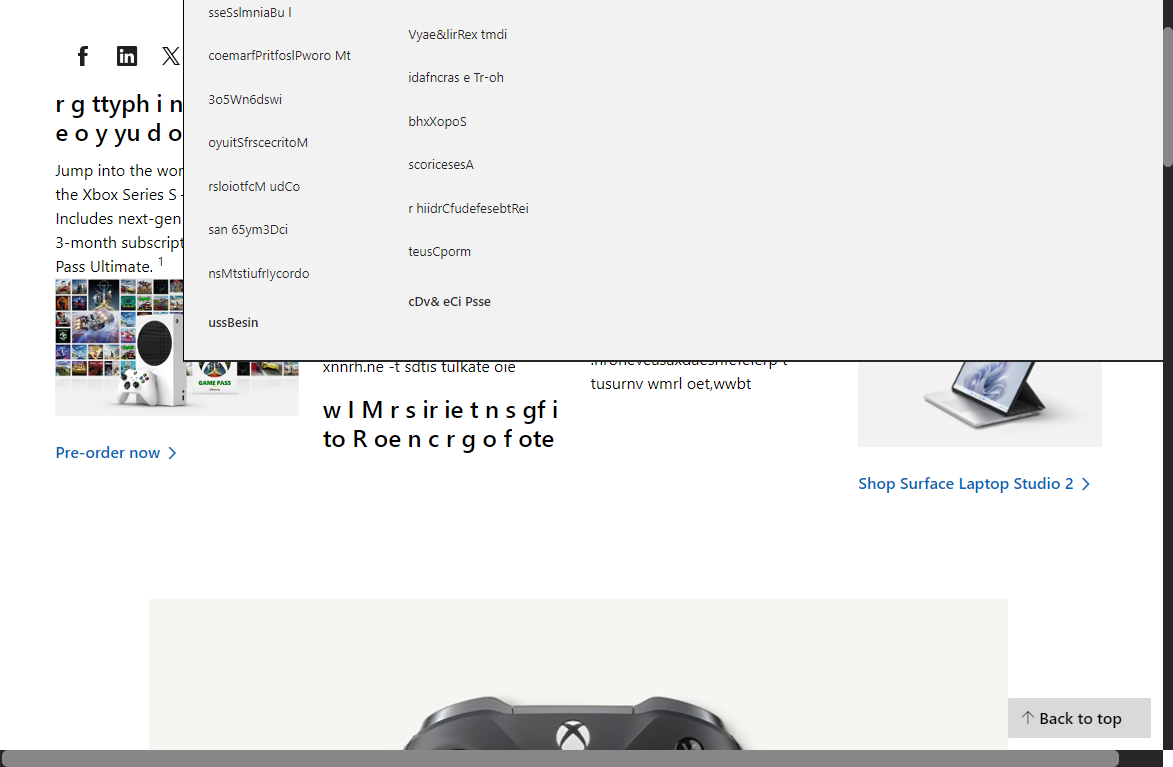 sseSslmniaBu l
coemarfPritfoslPworo Mt
3o5Wn6dswi
oyuitSfrscecritoM
rsloiotfcM udCo
san 65ym3Dci
nsMtstiufrlycordo
ussBesin
Vyae&lirRex tmdi
idafncras e Tr-oh
bhxXopoS
scoricesesA
r hiidrCfudefesebtRei
teusCporm
cDv& eCi Psse
r g ttyph i n
e o y yu d o
Jump into the wor
the Xbox Series S
Includes next-gen
3-month subscript
Pass Ultimate. 1
GAME PASS
Pre-order now
xnnrh.ne -t sdtis tulkate oie
w I M r s ir ie t n s gf i
to R oe n c r g o f ote
tusurnv wmrl oet,wwbt
Shop Surface Laptop Studio 2
Back to top